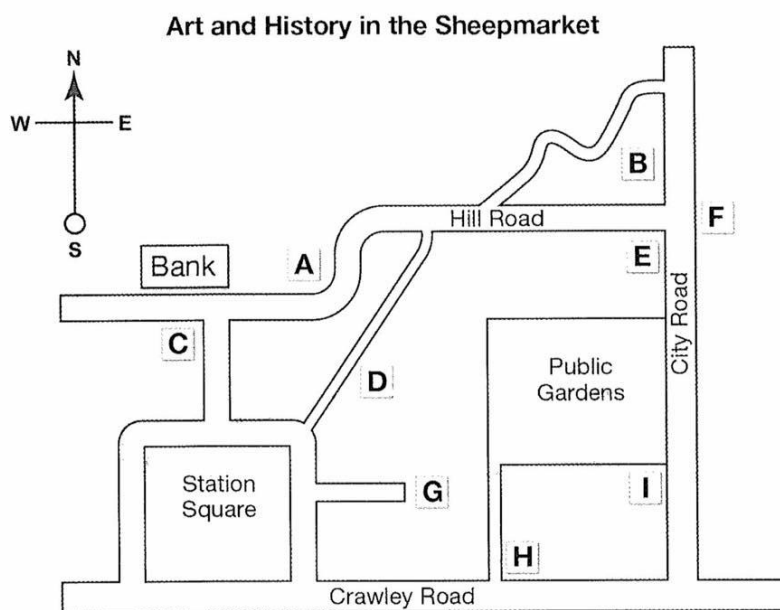 Art and History in the Sheepmarket
N
W
E
S
B
Hill Road
F
A
E
Bank
C
City Road
D
Public
Gardens
Station
Square
G
I
H
Crawley Road